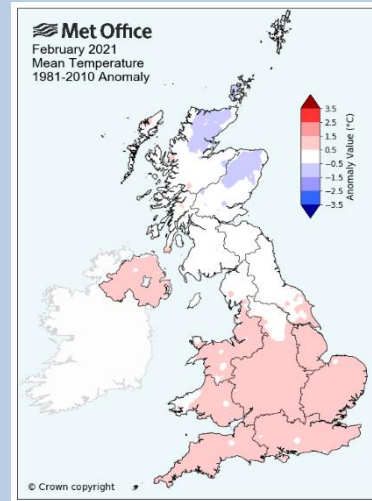 Met Office
February 2021
Mean Temperature
1981-2010 Anomaly
3.5
2.5
1.5
0.5
−0.5
−1.5
−2.5
−3.5
Anomaly Value (°C)
© Crown copyright